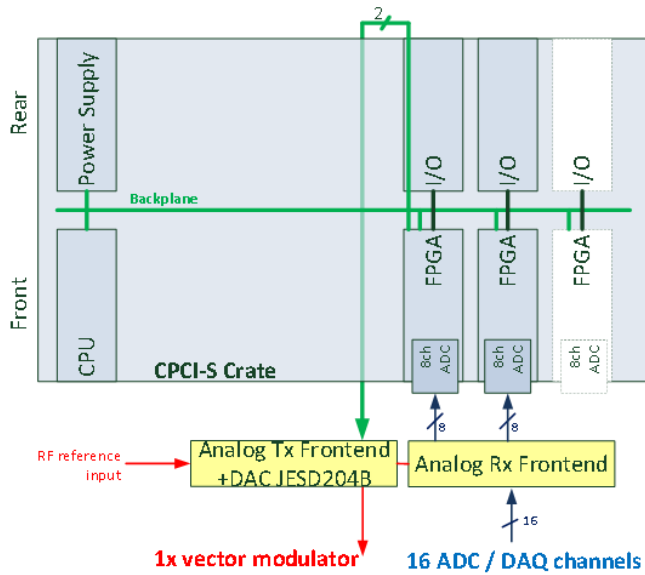 2
Rear
Power Supply
I/O
I/O
I/O
Backplane
Front
CPU
FPGA
FPGA
FPGA
8ch
ADC
8ch
ADC
8ch
ADC
CPCI-S Crate
8
8
RF reference
input
Analog Tx Frontend
+DAC JESD204B
Analog Rx Frontend
16
1x vector modulator
16 ADC / DAQ channels